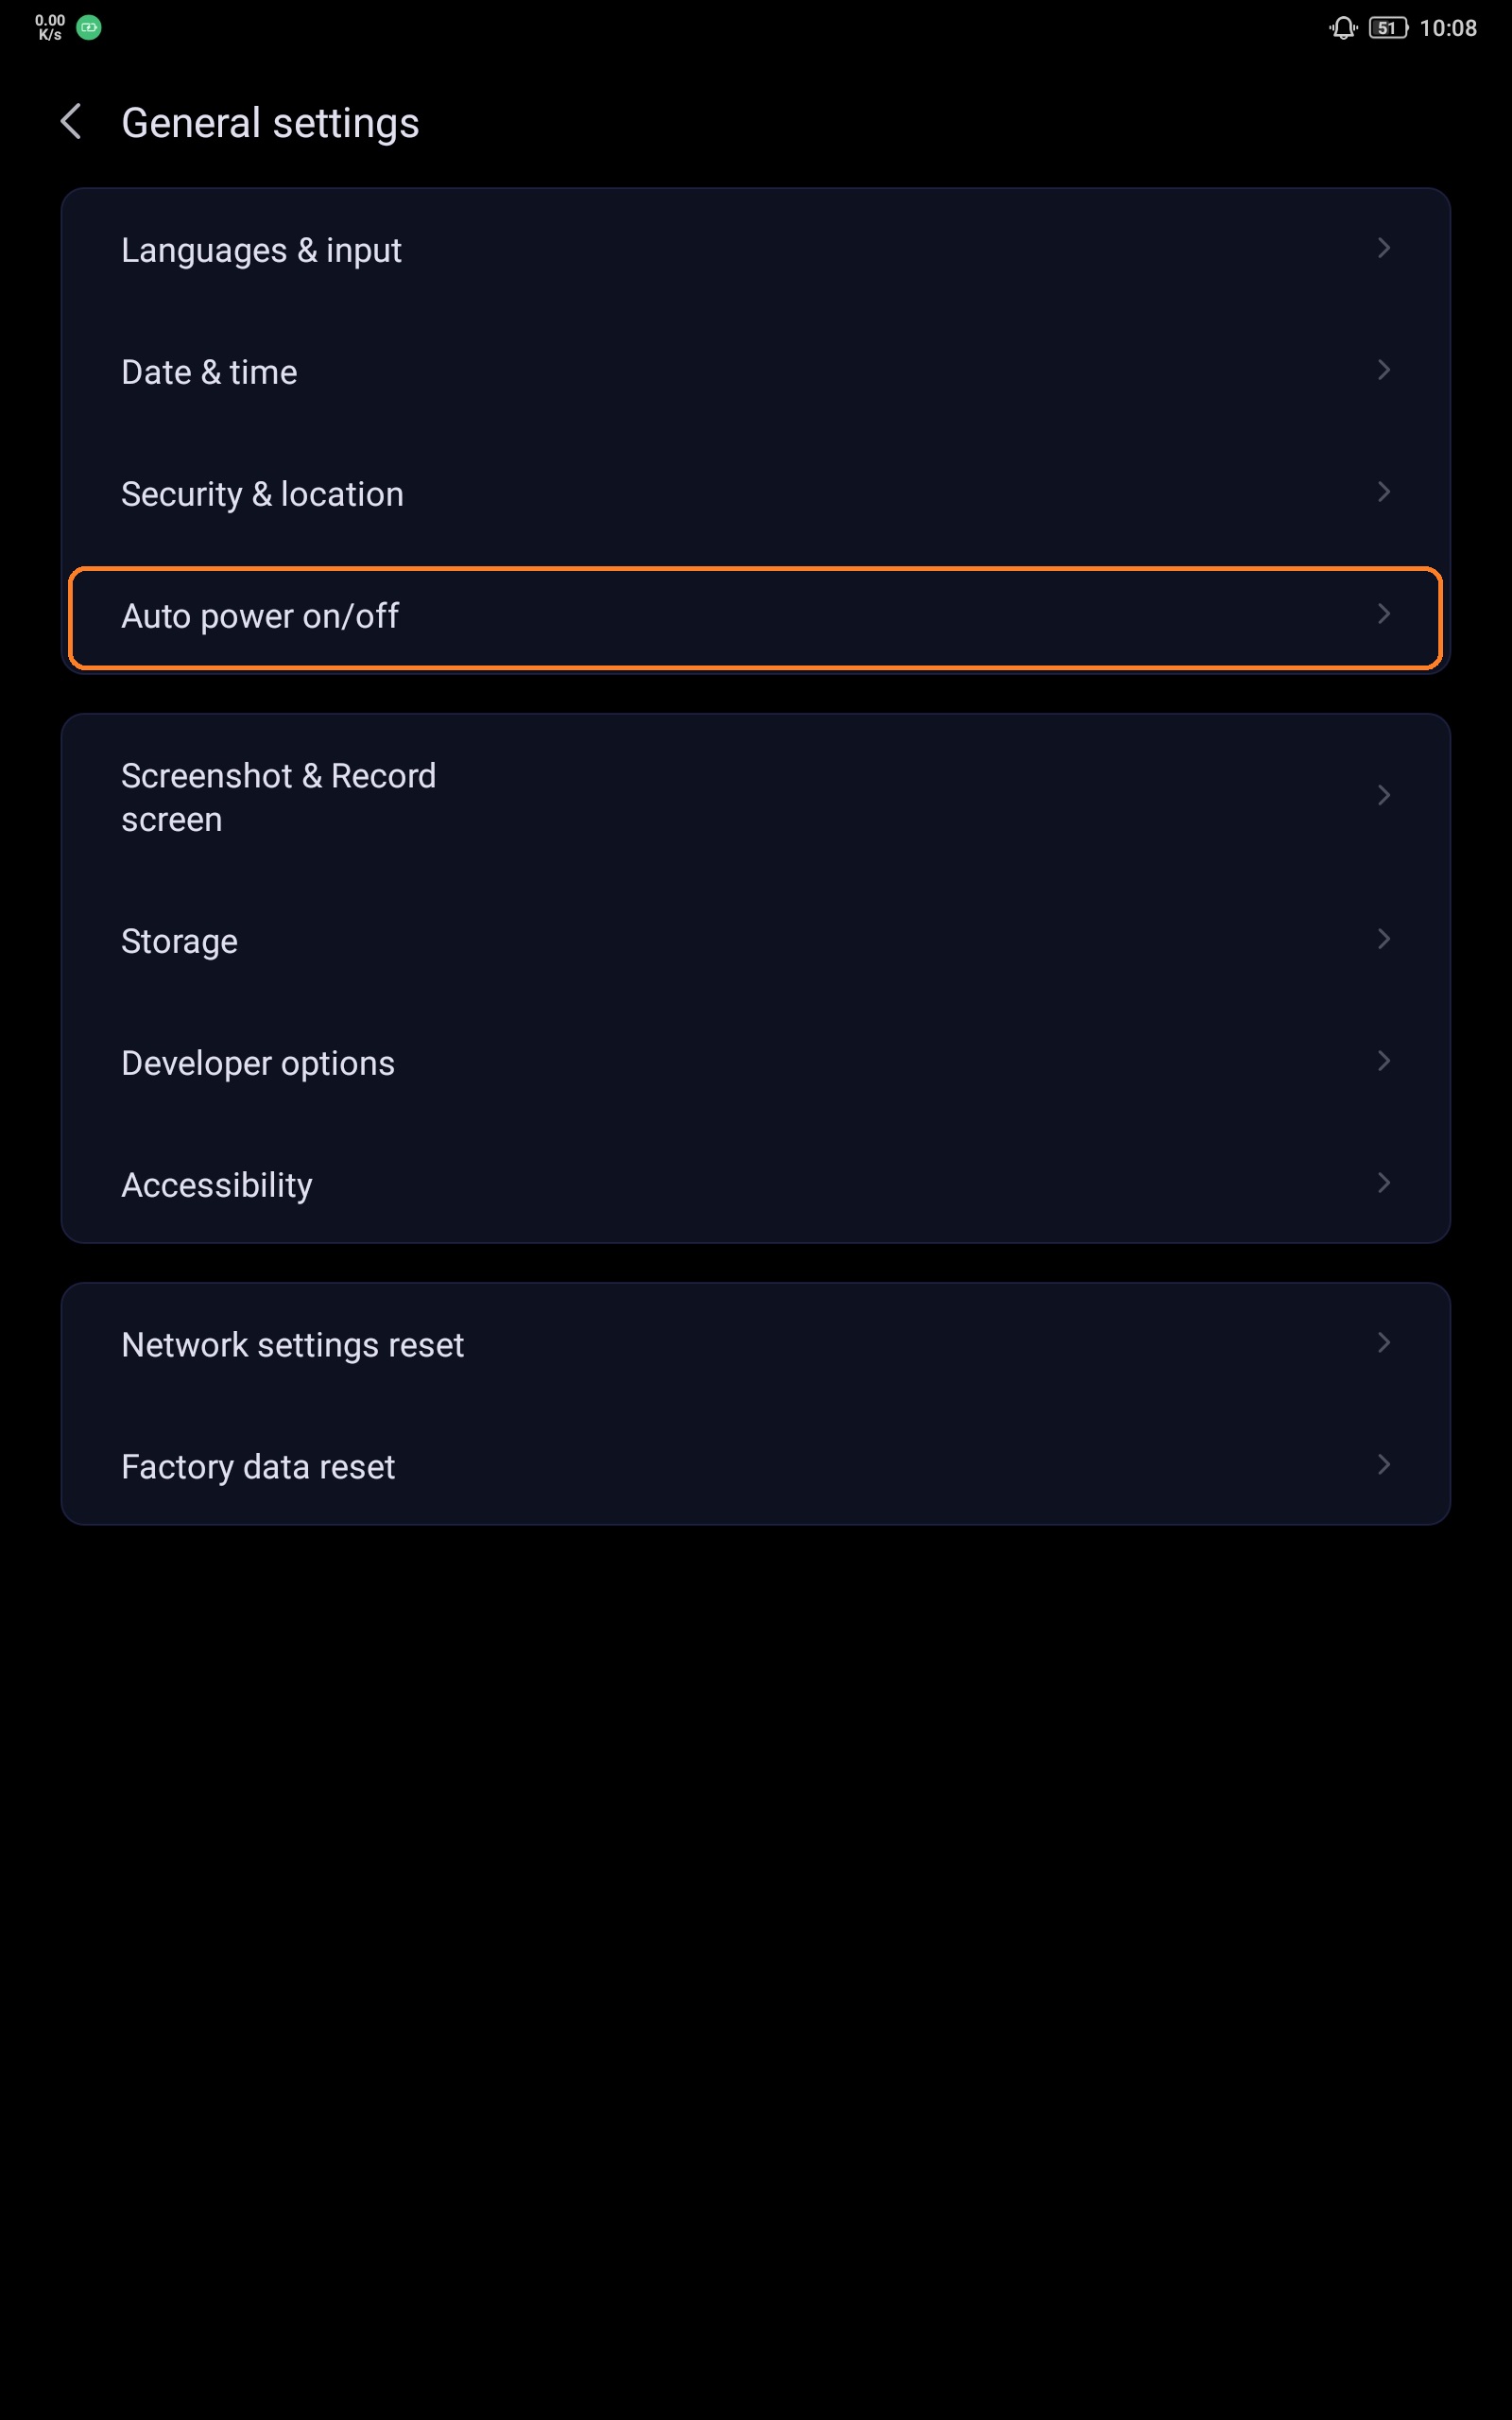 0.00
K/s
51 10:08
General settings
Languages & input
Date & time
Security & location
Auto power on/off
Screenshot & Record
screen
Storage
Developer options
Accessibility
Network settings reset
Factory data reset